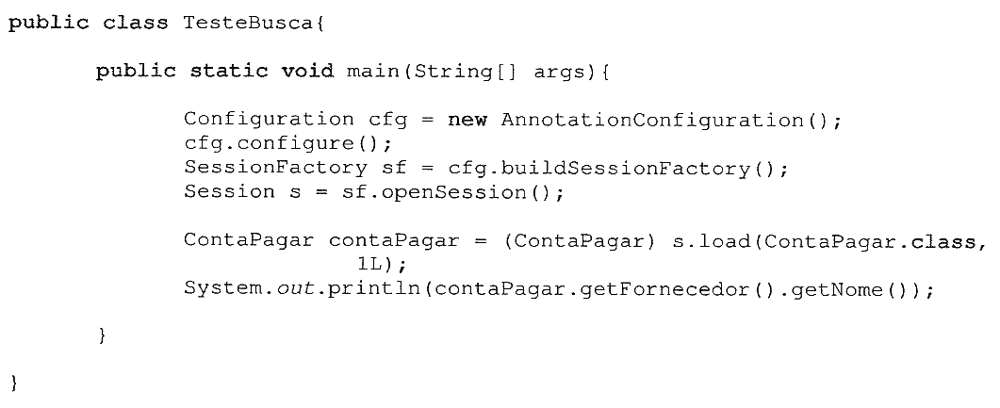 public class TesteBusca{
public static void main(String[] args){
Configuration cfg = new AnnotationConfiguration();
cfg.configure();
SessionFactory sf = cfg.buildSessionFactory();
Session s = sf.openSession();
ContaPagar contaPagar = (ContaPagar) s.load(ContaPagar.class,
1L);
System.out.println(contaPagar.getFornecedor().getNome());
}
}